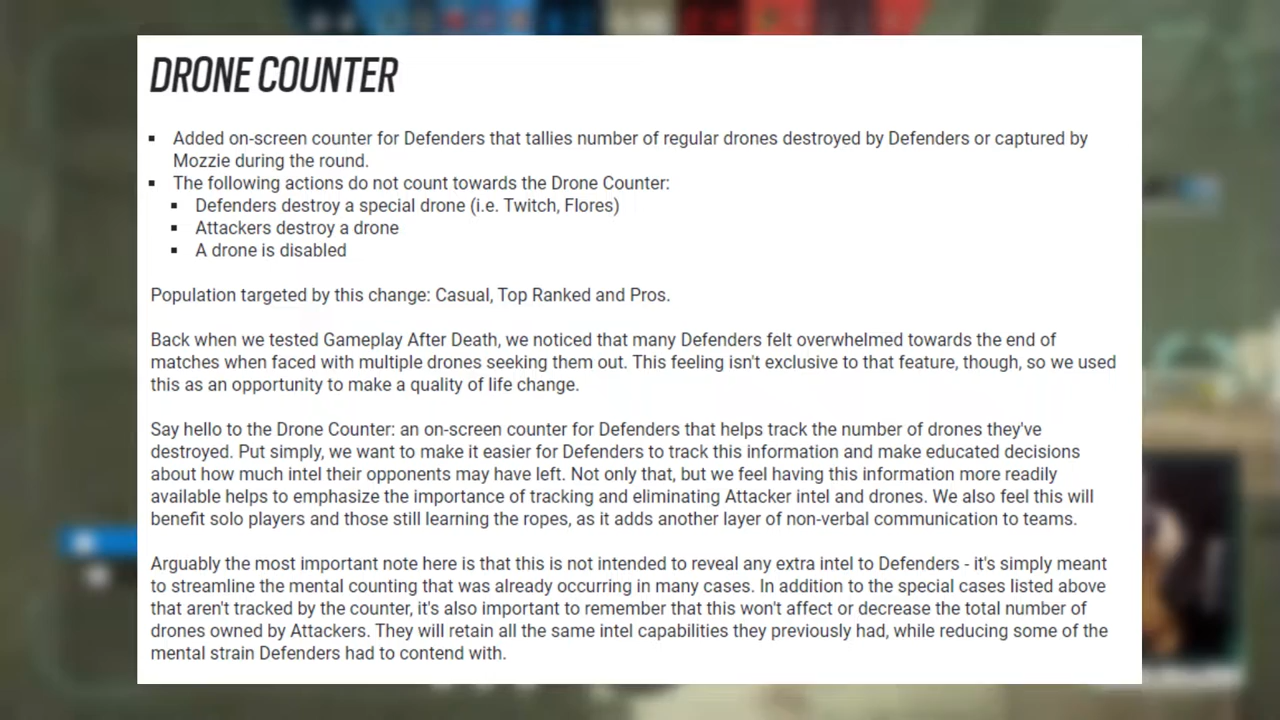 DRONE COUNTER
▪ Added on-screen counter for Defenders that tallies number of regular drones destroyed by Defenders or captured by
Mozzie during the round.
▪ The following actions do not count towards the Drone Counter:
▪ Defenders destroy a special drone (i.e. Twitch, Flores)
▪ Attackers destroy a drone
▪ A drone is disabled
Population targeted by this change: Casual, Top Ranked and Pros.
Back when we tested Gameplay After Death, we noticed that many Defenders felt overwhelmed towards the end of
matches when faced with multiple drones seeking them out. This feeling isn't exclusive to that feature, though, so we used
this as an opportunity to make a quality of life change.
Say hello to the Drone Counter: an on-screen counter for Defenders that helps track the number of drones they've
destroyed. Put simply, we want to make it easier for Defenders to track this information and make educated decisions
about how much intel their opponents may have left. Not only that, but we feel having this information more readily
available helps to emphasize the importance of tracking and eliminating Attacker intel and drones. We also feel this will
benefit solo players and those still learning the ropes, as it adds another layer of non-verbal communication to teams.
Arguably the most important note here is that this is not intended to reveal any extra intel to Defenders - it's simply meant
to streamline the mental counting that was already occurring in many cases. In addition to the special cases listed above
that aren't tracked by the counter, it's also important to remember that this won't affect or decrease the total number of
drones owned by Attackers. They will retain all the same intel capabilities they previously had, while reducing some of the
mental strain Defenders had to contend with.